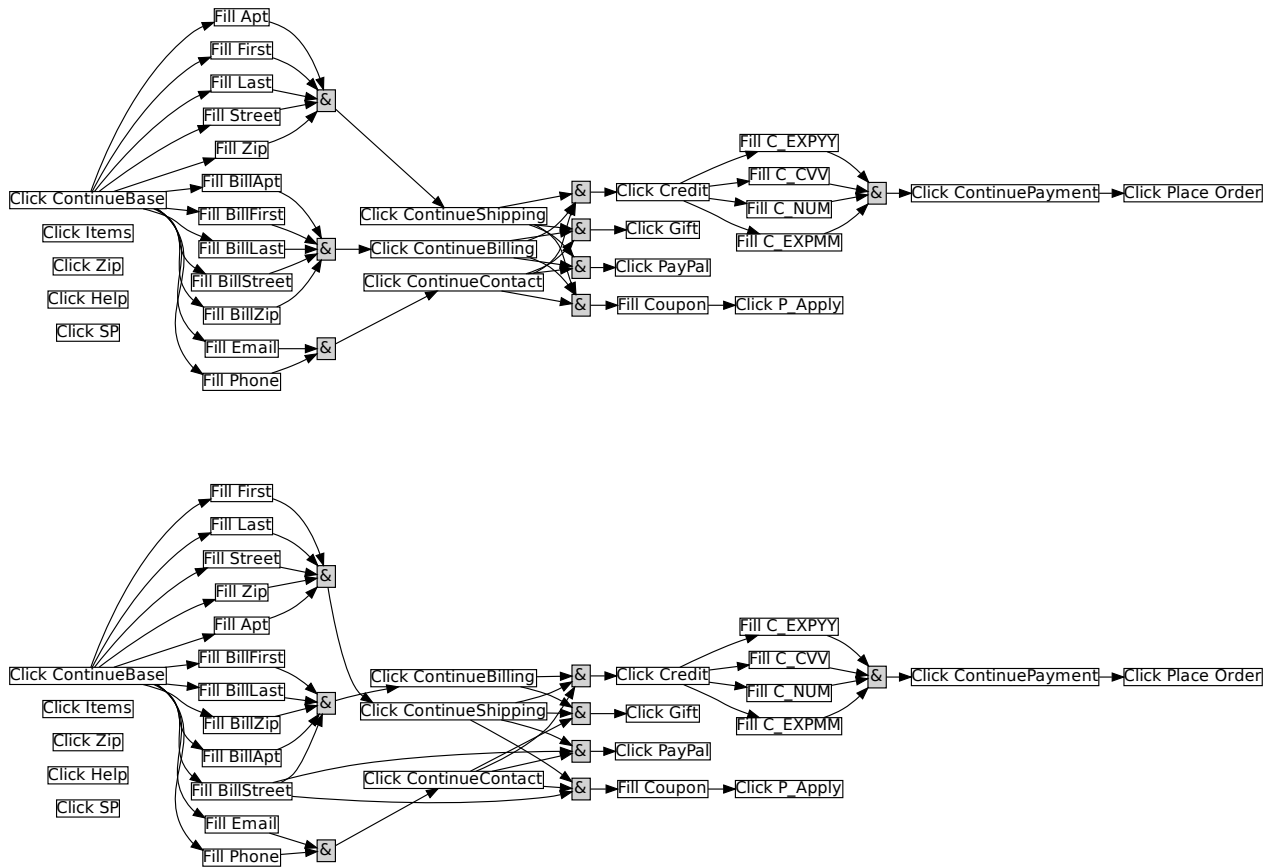 Fill Apt
Fill First
Fill Last
Fill Street
&
Fill Zip
Fill BillApt
Click ContinueBase
Fill BillFirst
Click Items
Fill BillLast
Click Zip
Fill BillStreet
Click Help
Fill BillZip
Click SP
Fill Email
Fill Phone
&
&
Click ContinueShipping
Click ContinueBilling
Click ContinueContact
&
&
&
&
Click Credit
Click Gift
Click PayPal
Fill Coupon
Click P_Apply
Fill C_EXPYY
Fill C_CVV
Fill C_NUM
Fill C_EXPMM
&
Click ContinuePayment
Click Place Order
Fill First
Fill Last
Fill Street
&
Fill Zip
Fill Apt
Fill BillFirst
Click ContinueBase
Fill BillLast
Click Items
Fill BillZip
Click Zip
Fill BillApt
Click Help
Fill BillStreet
Click SP
Fill Email
Fill Phone
&
&
Click ContinueBilling
Click ContinueShipping
Click ContinueContact
&
&
&
&
Click Credit
Click Gift
Click PayPal
Fill Coupon
Click P_Apply
Fill C_EXPYY
Fill C_CVV
Fill C_NUM
Fill C_EXPMM
&
Click ContinuePayment
Click Place Order